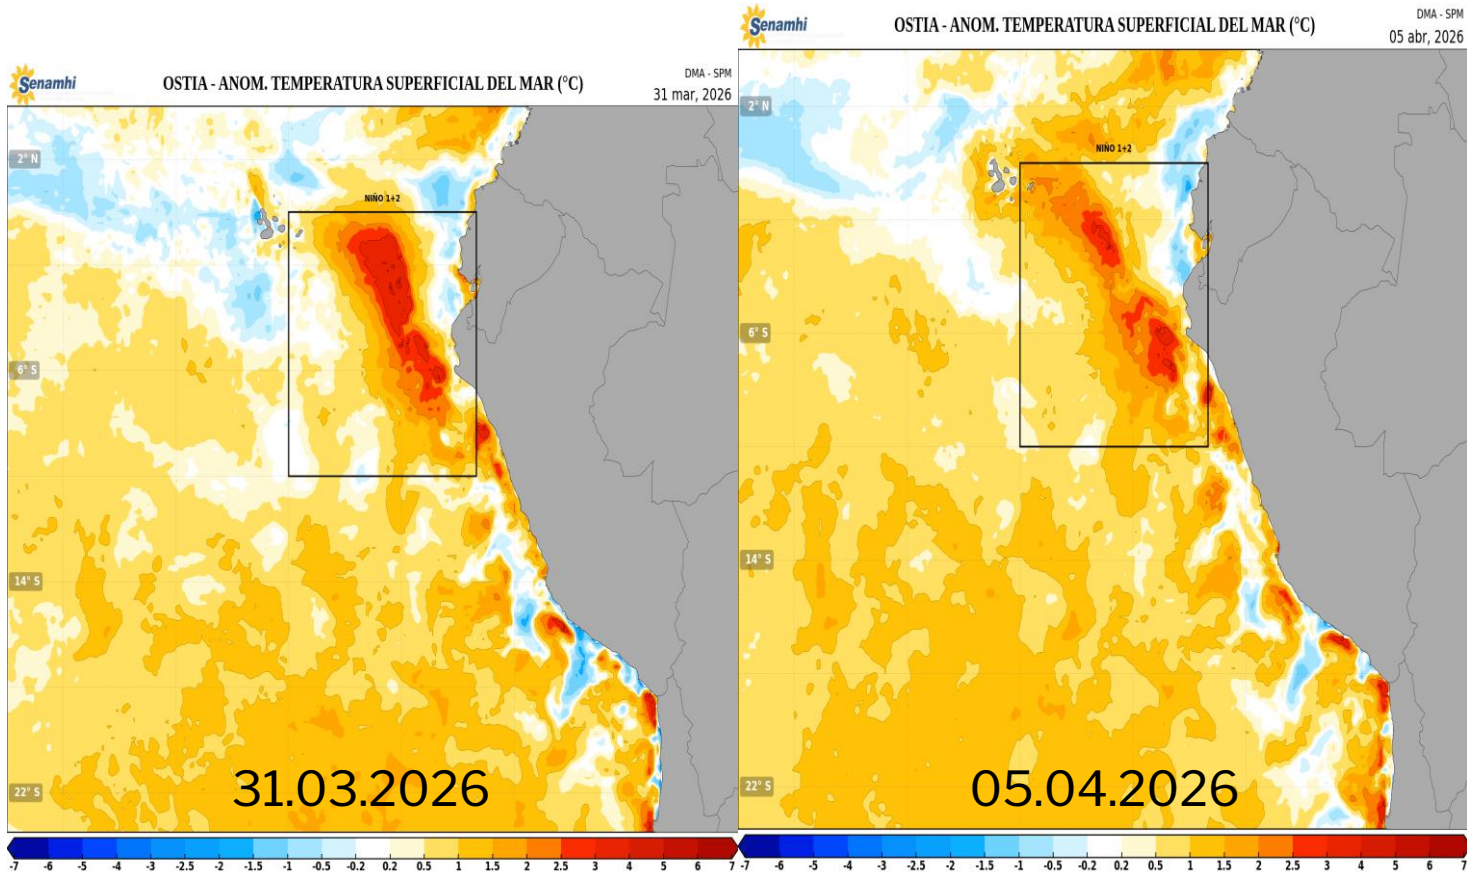 Senamhi
OSTIA - ANOM. TEMPERATURA SUPERFICIAL DEL MAR (°C)
DMA - SPM
31 mar, 2026
2° N
NIÑO 1+2
6° S
14° S
22° S
31.03.2026
-7 -6 -5 -4 -3 -2.5 -2 -1.5 -1 -0.5 -0.2 0.2 0.5 1 1.5 2 2.5 3 4 5 6 7
Senamhi
OSTIA - ANOM. TEMPERATURA SUPERFICIAL DEL MAR (°C)
DMA - SPM
05 abr, 2026
2° N
NIÑO 1+2
6° S
14° S
22° S
05.04.2026
-7 -6 -5 -4 -3 -2.5 -2 -1.5 -1 -0.5 -0.2 0.2 0.5 1 1.5 2 2.5 3 4 5 6 7